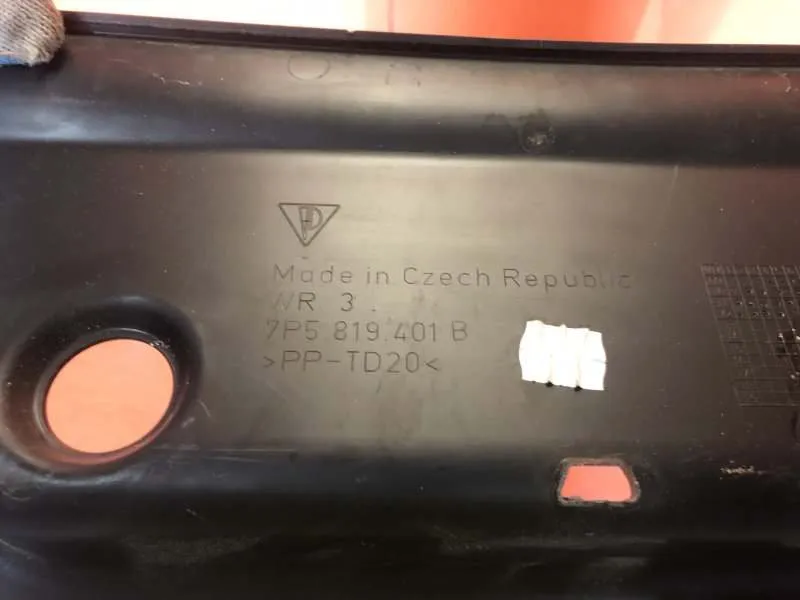 Made in Czech Republic
WR 3
7P5 819.401 B
>PP-TD20<